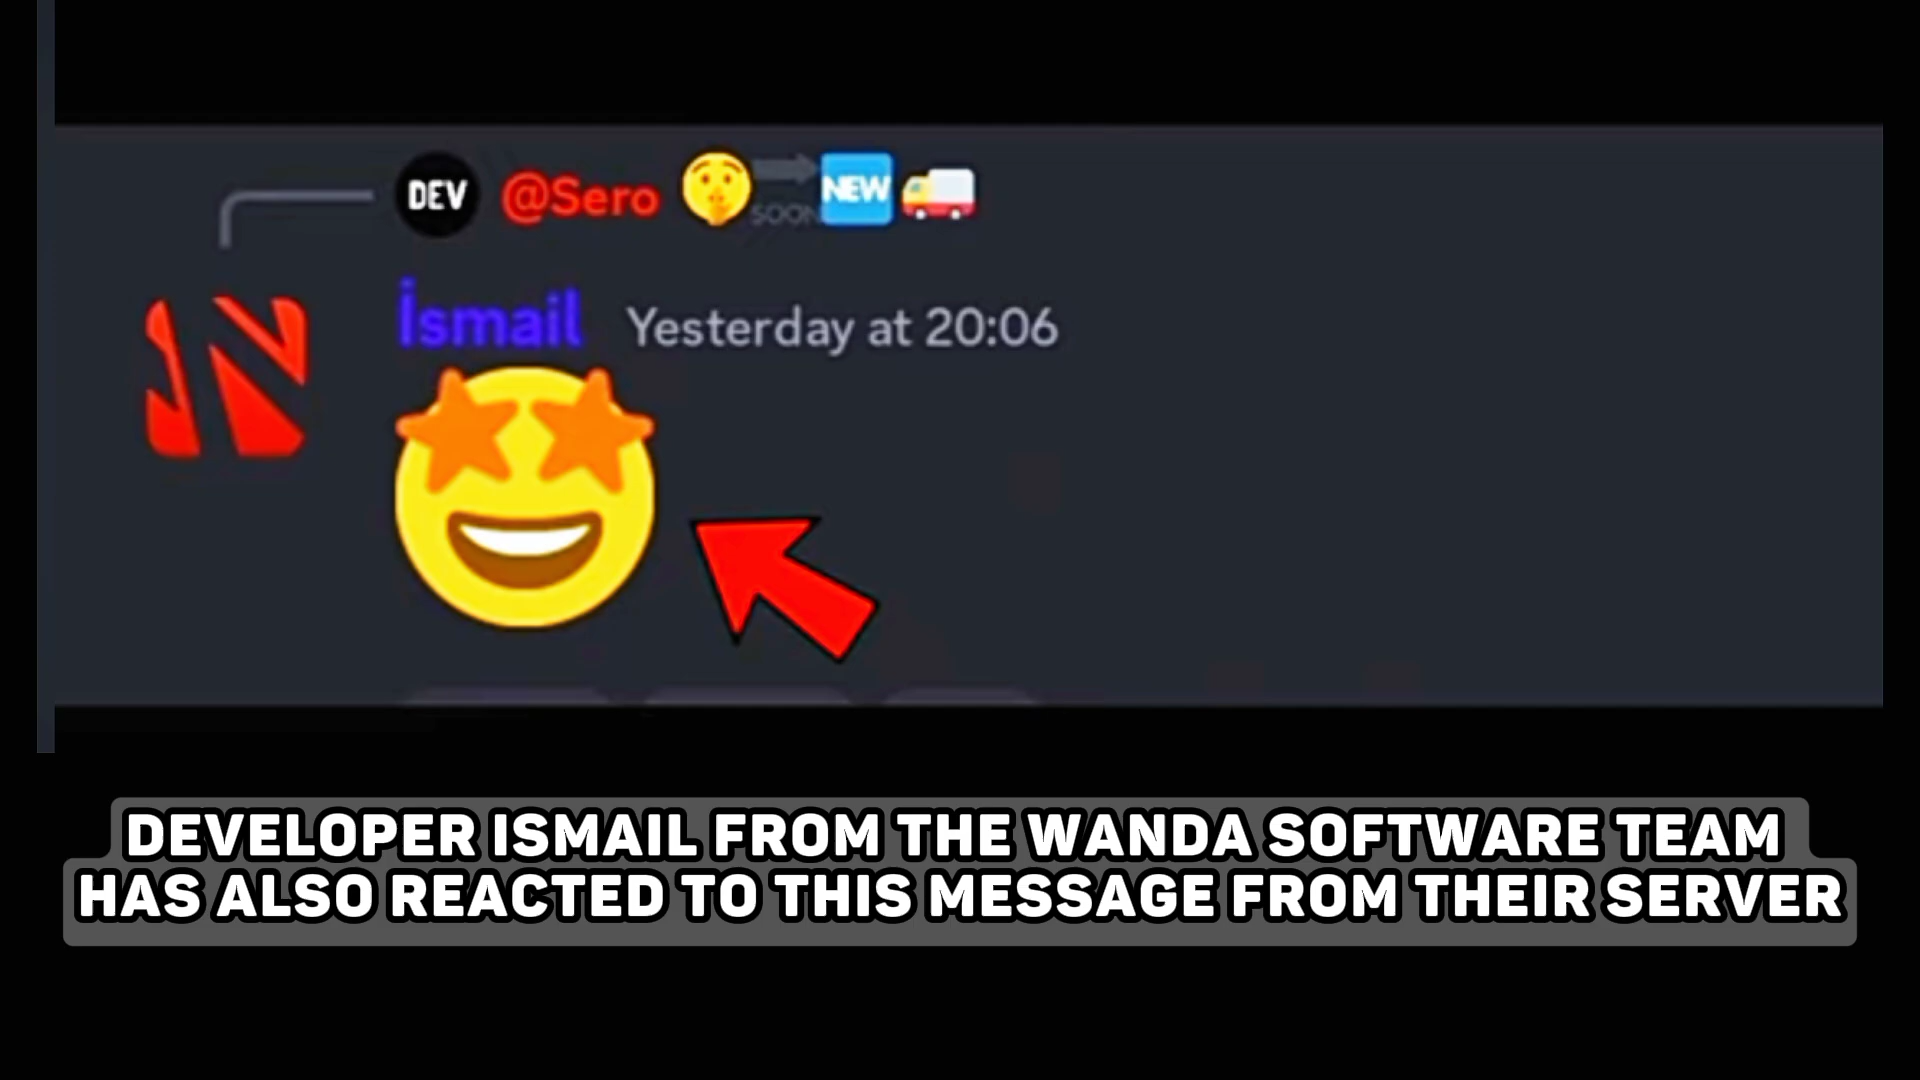 DEV @Sero 🤫 SOON NEW 🚚
İsmail Yesterday at 20:06
DEVELOPER ISMAIL FROM THE WANDA SOFTWARE TEAM
HAS ALSO REACTED TO THIS MESSAGE FROM THEIR SERVER